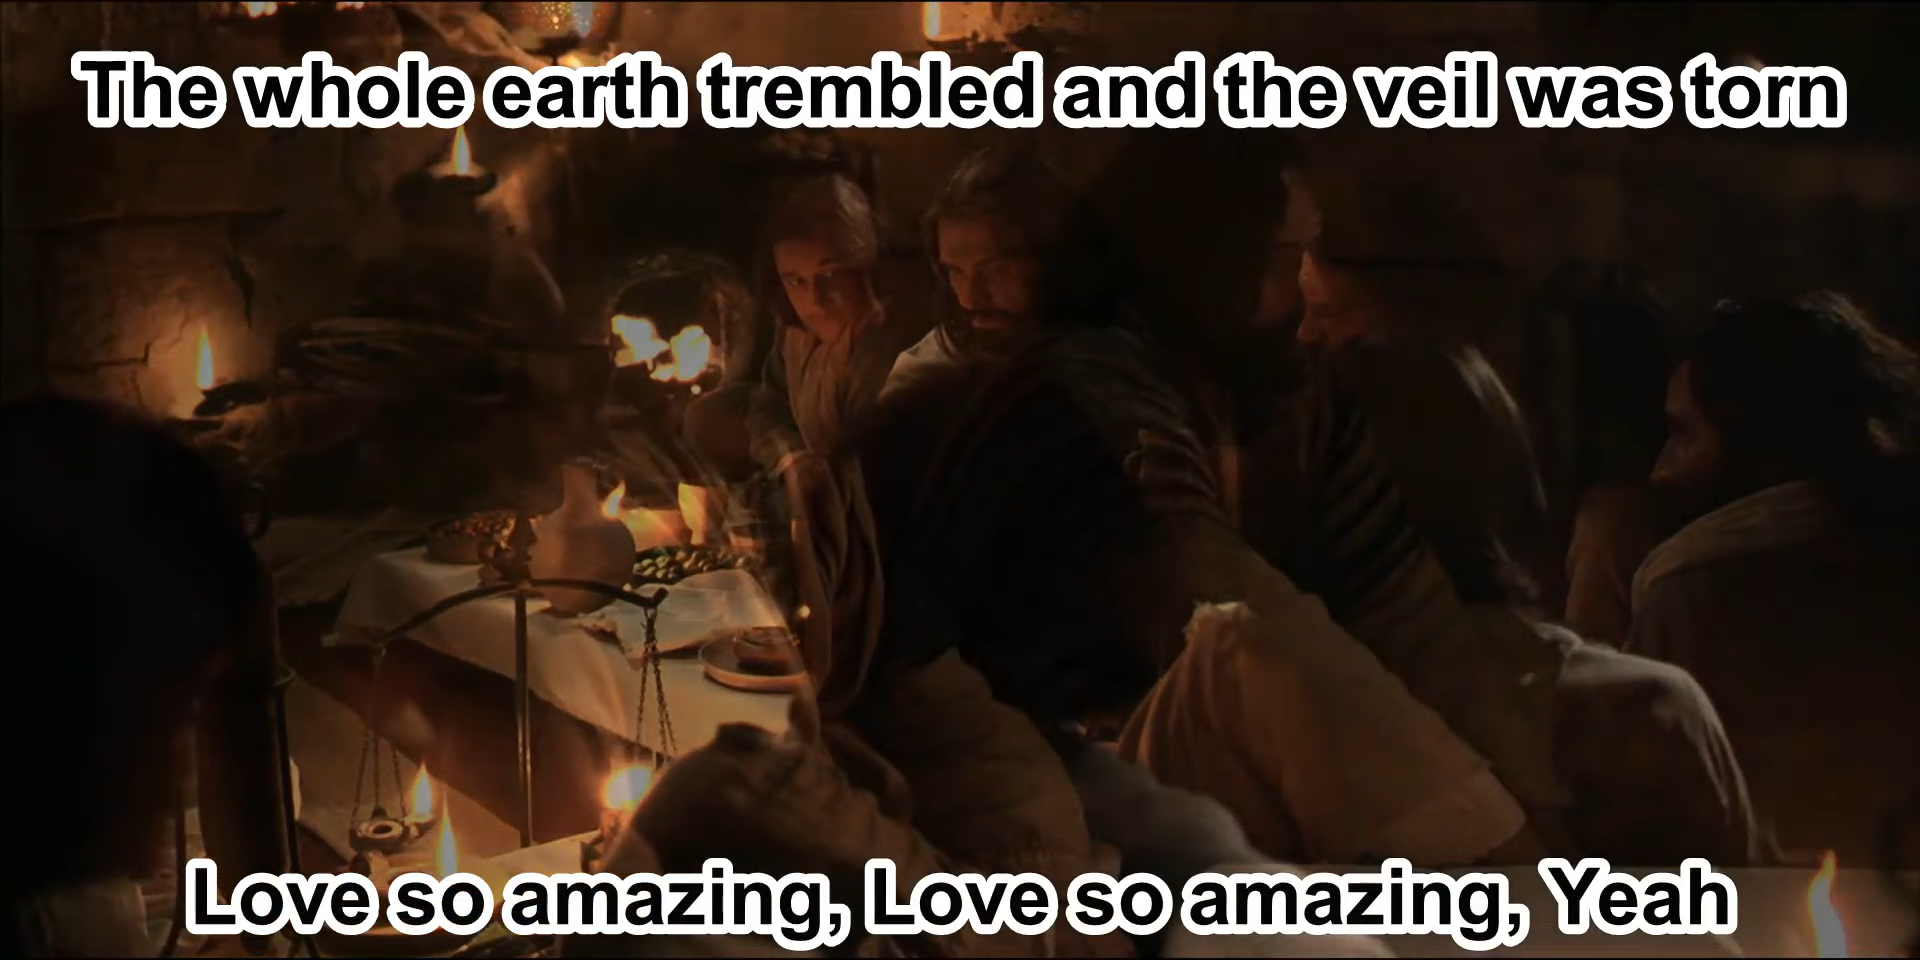 The whole earth trembled and the veil was torn
Love so amazing, Love so amazing, Yeah